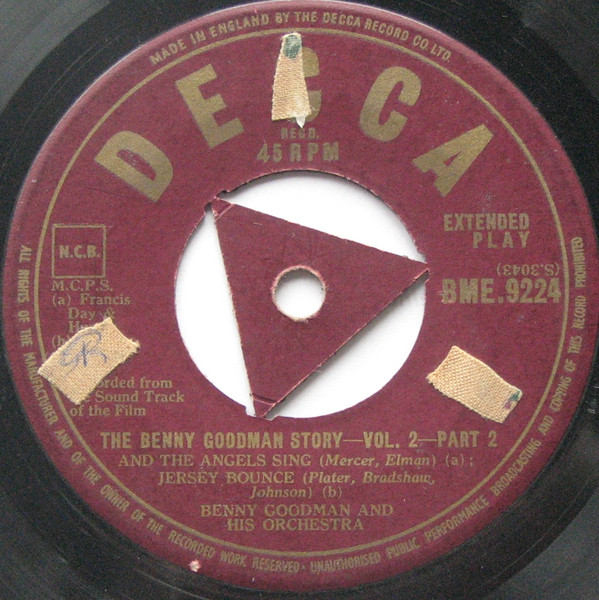 MADE IN ENGLAND BY THE DECCA RECORD CO. LTD.
DECCA
REGD.
45 RPM
EXTENDED
PLAY
N.C.B.
(S.3043)
BME.9224
M.C.P.S.
(a) Francis
Day &
(b)
SR
from
Sound Track
of the Film
THE BENNY GOODMAN STORY—VOL. 2—PART 2
AND THE ANGELS SING (Mercer, Elman) (a);
JERSEY BOUNCE (Plater, Bradshaw,
Johnson) (b)
BENNY GOODMAN AND
HIS ORCHESTRA
ALL RIGHTS OF THE MANUFACTURER AND OF THE OWNER OF THE RECORDED WORK RESERVED · UNAUTHORISED PUBLIC PERFORMANCE BROADCASTING AND COPYING OF THIS RECORD PROHIBITED